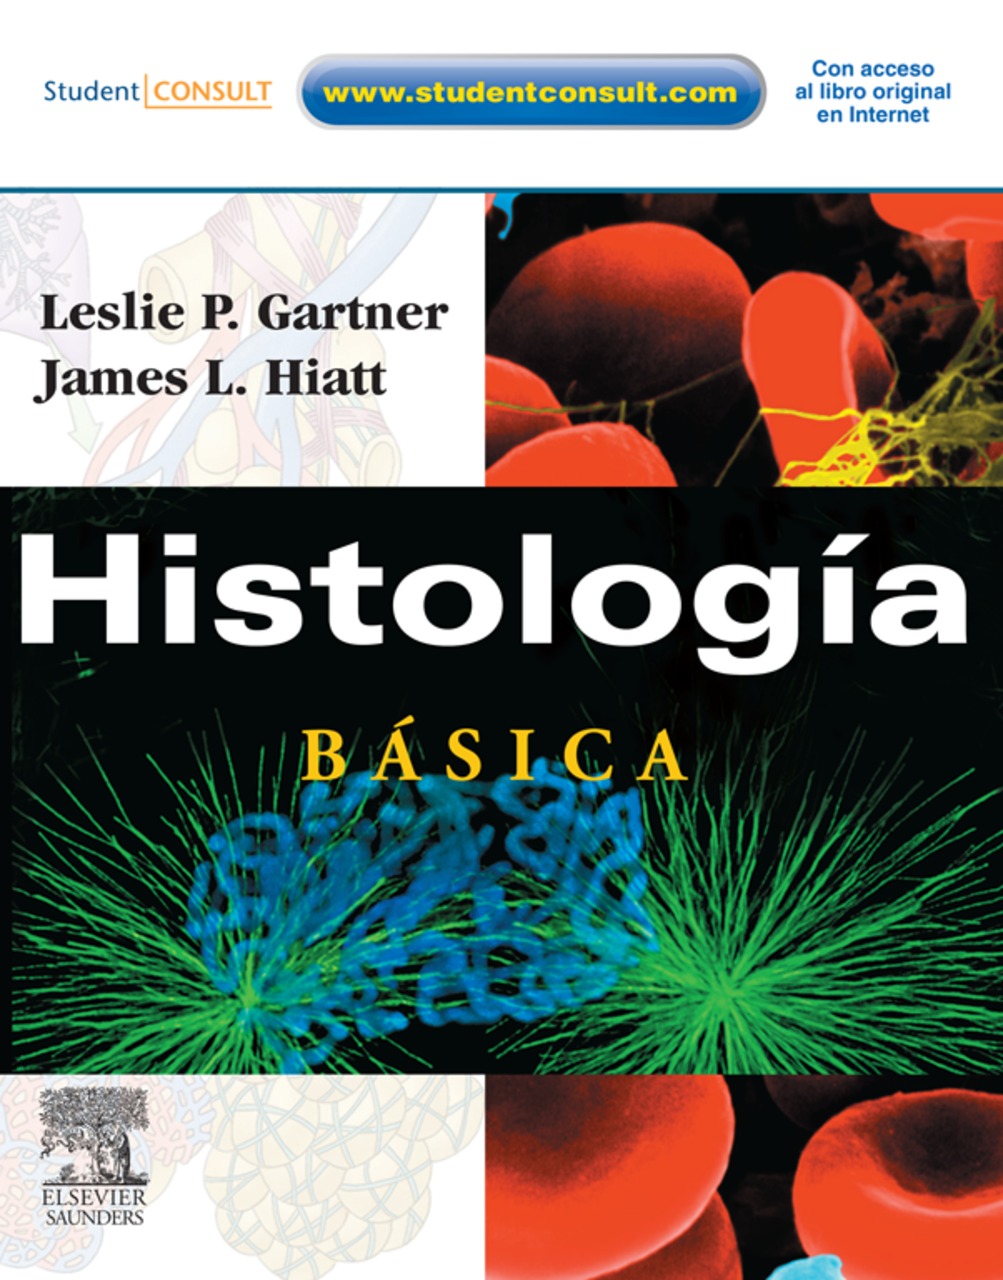 Student CONSULT
www.studentconsult.com
Con acceso
al libro original
en Internet
Leslie P. Gartner
James L. Hiatt
Histología
BÁSICA
ELSEVIER
SAUNDERS